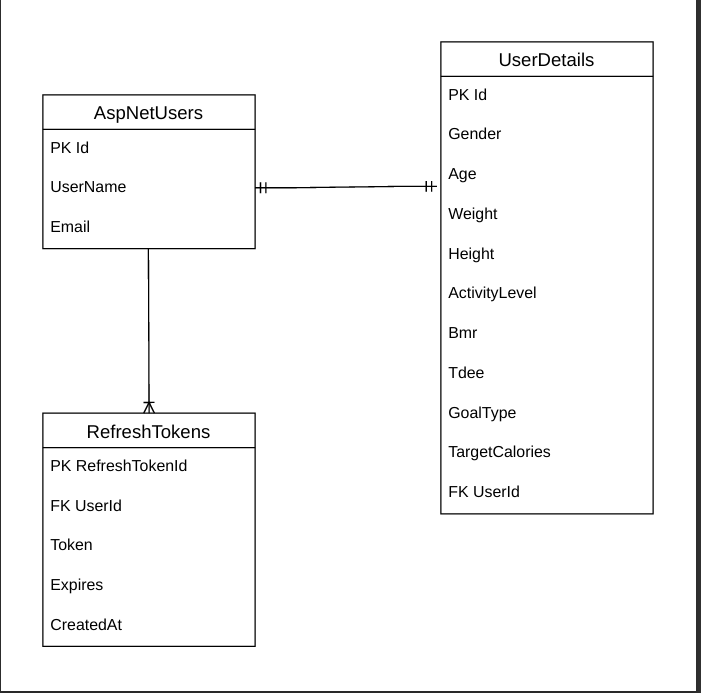 AspNetUsers
PK Id
UserName
Email
RefreshTokens
PK RefreshTokenId
FK UserId
Token
Expires
CreatedAt
UserDetails
PK Id
Gender
Age
Weight
Height
ActivityLevel
Bmr
Tdee
GoalType
TargetCalories
FK UserId